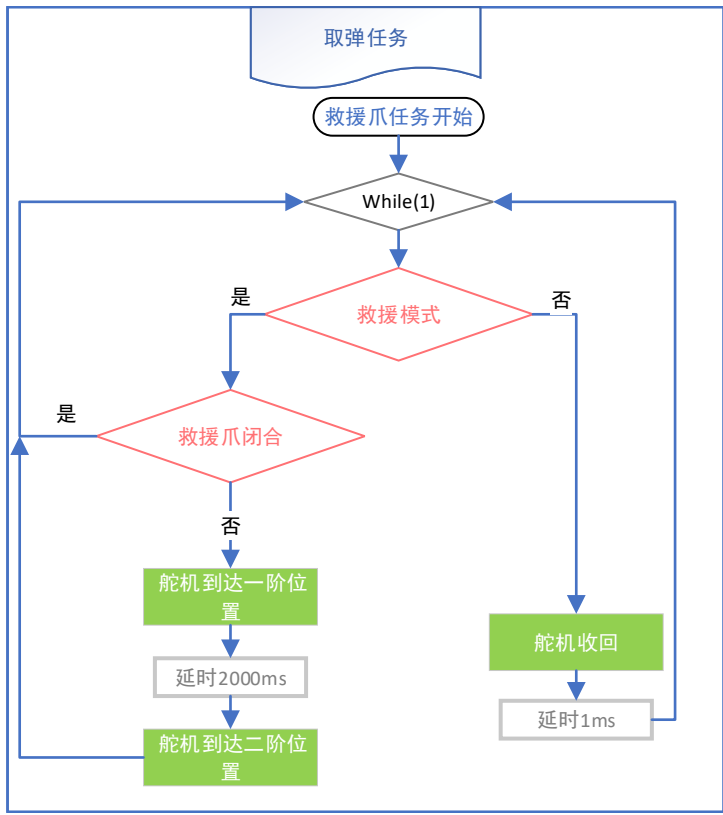 取弹任务
救援爪任务开始
While(1)
是
否
救援模式
是
救援爪闭合
否
舵机到达一阶位
置
延时2000ms
舵机到达二阶位
置
舵机收回
延时1ms